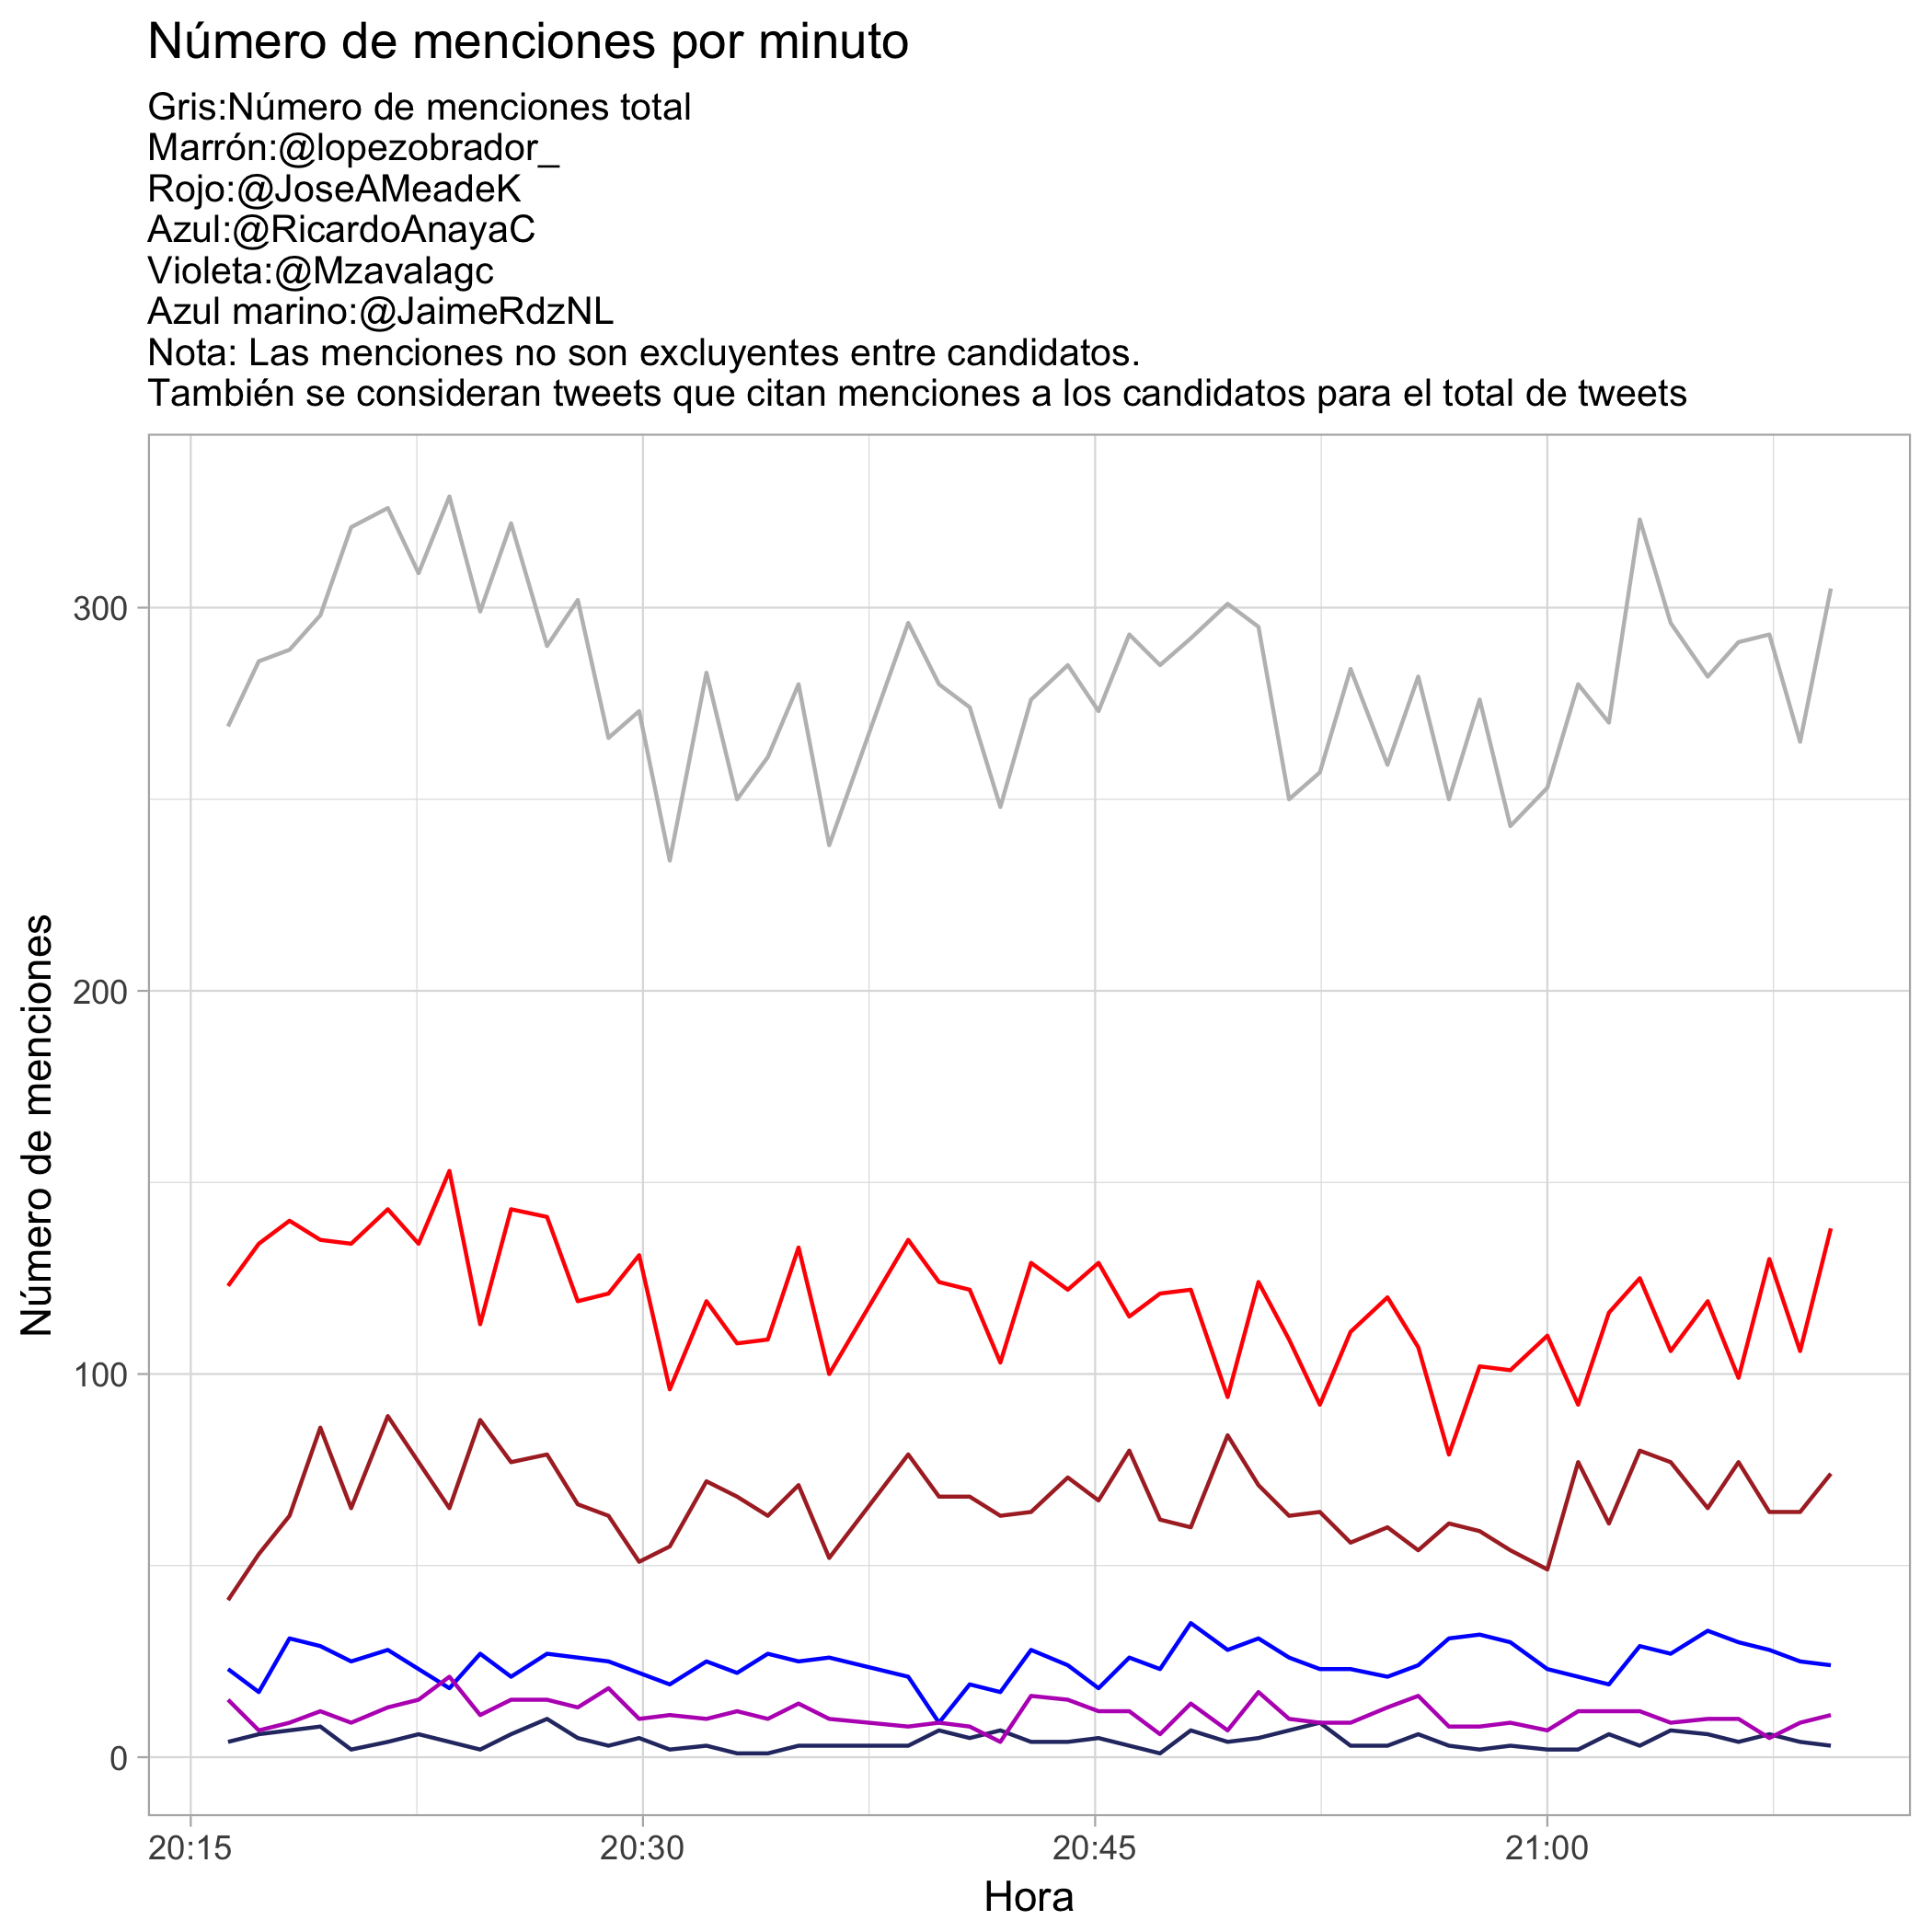 Número de menciones por minuto
Gris:Número de menciones total
Marrón:@lopezobrador_
Rojo:@JoseAMeadeK
Azul:@RicardoAnayaC
Violeta:@Mzavalagc
Azul marino:@JaimeRdzNL
Nota: Las menciones no son excluyentes entre candidatos.
También se consideran tweets que citan menciones a los candidatos para el total de tweets
Número de menciones
300
200
100
0
20:15
20:30
20:45
21:00
Hora